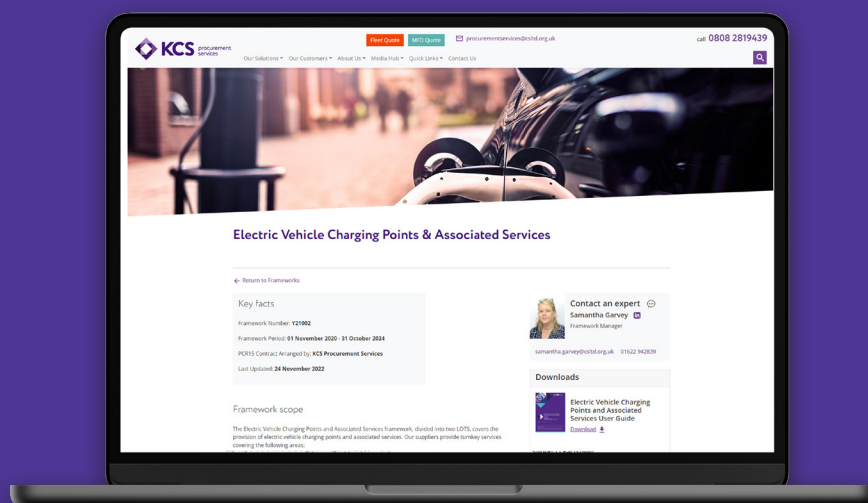 KCS procurement services
Fleet Quote
MFD Quote
procurementservices@csltd.org.uk
call 0808 2819439
Our Solutions
Our Customers
About Us
Media Hub
Quick Links
Contact Us
Electric Vehicle Charging Points & Associated Services
Return to Frameworks
Key facts
Framework Number: Y21002
Framework Period: 01 November 2020 - 31 October 2024
PCR15 Contract Arranged by: KCS Procurement Services
Last Updated: 24 November 2022
Contact an expert
Samantha Garvey
Framework Manager
samantha.garvey@csltd.org.uk 01622 942839
Downloads
Electric Vehicle Charging
Points and Associated
Services User Guide
Download
Framework scope
The Electric Vehicle Charging Points and Associated Services framework, divided into two LOTS, covers the
provision of electric vehicle charging points and associated services. Our suppliers provide turnkey services
covering the following areas: